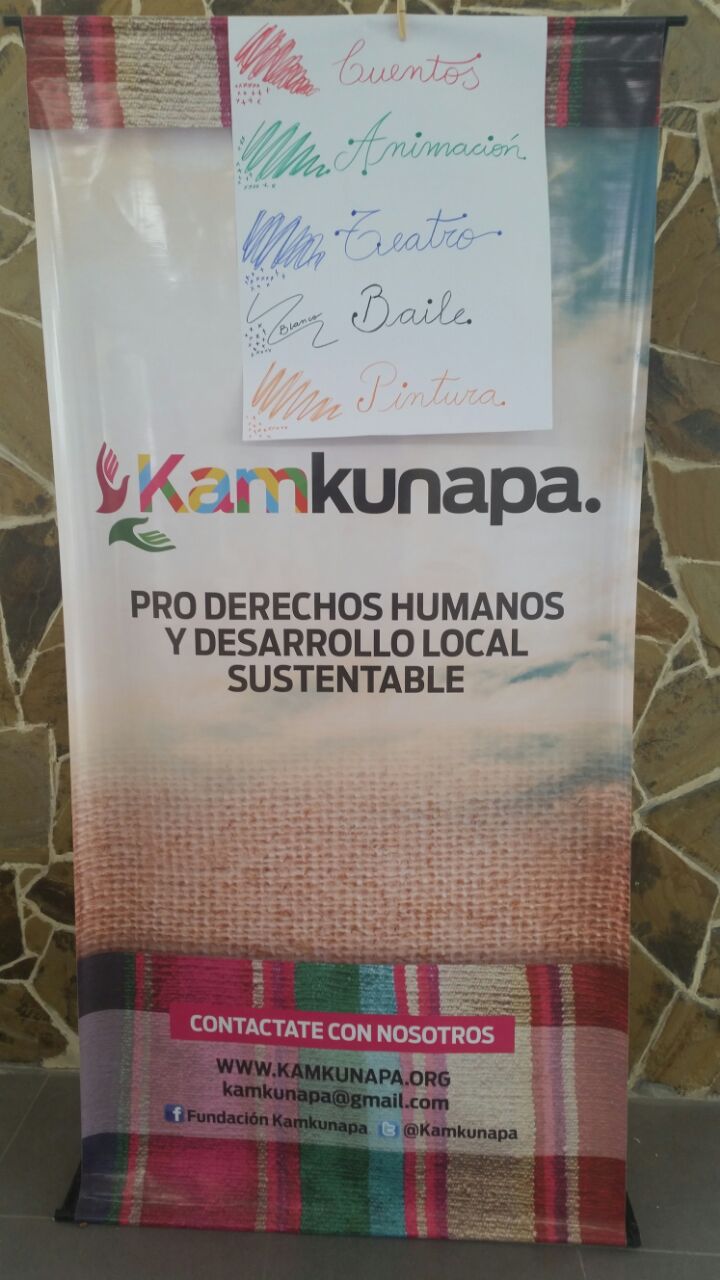 Cuentos
Animación
Teatro
Blanco
Baile
Pintura
Kamkunapa.
PRO DERECHOS HUMANOS
Y DESARROLLO LOCAL
SUSTENTABLE
CONTACTATE CON NOSOTROS
WWW.KAMKUNAPA.ORG
kamkunapa@gmail.com
Fundación Kamkunapa @Kamkunapa